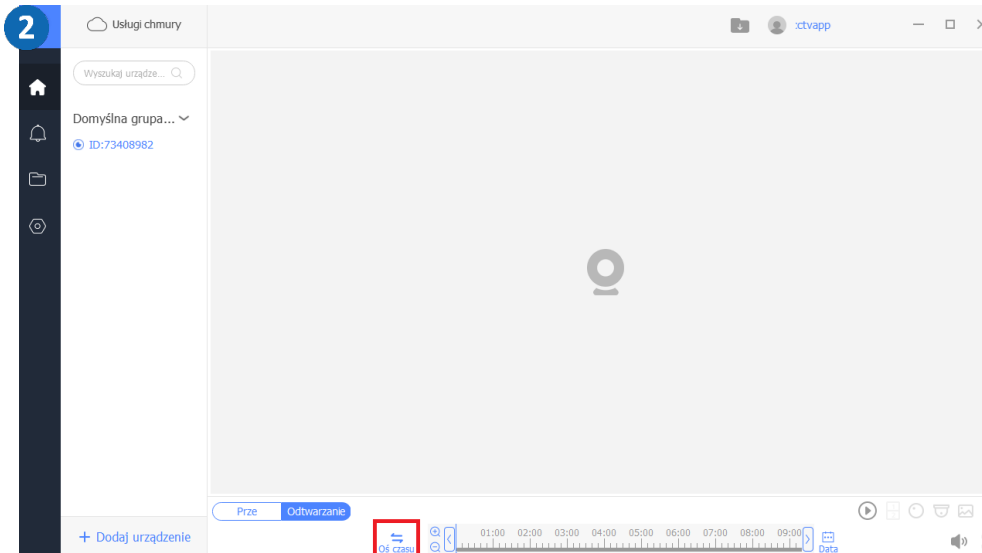 2
Usługi chmury
:ctvapp
Wyszukaj urządze...
Domyślna grupa...
ID:73408982
Prze
Odtwarzanie
+ Dodaj urządzenie
Oś czasu
01:00 02:00 03:00 04:00 05:00 06:00 07:00 08:00 09:00
Data